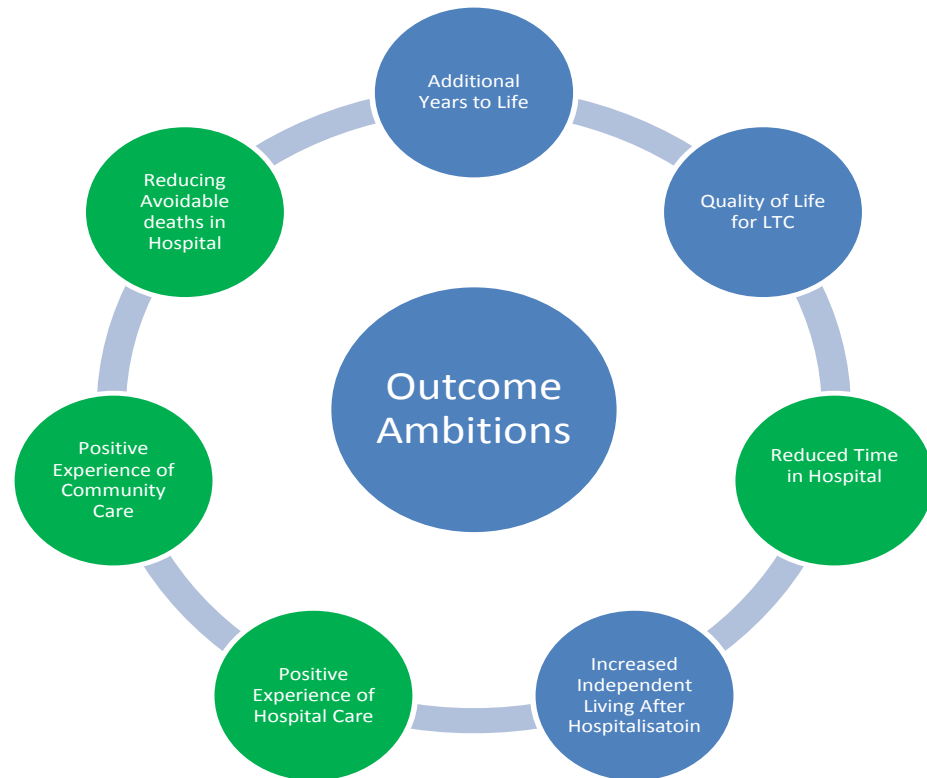 Additional
Years to Life
Quality of Life
for LTC
Reduced Time
in Hospital
Increased
Independent
Living After
Hospitalisatoin
Positive
Experience of
Hospital Care
Positive
Experience of
Community
Care
Reducing
Avoidable
deaths in
Hospital
Outcome
Ambitions